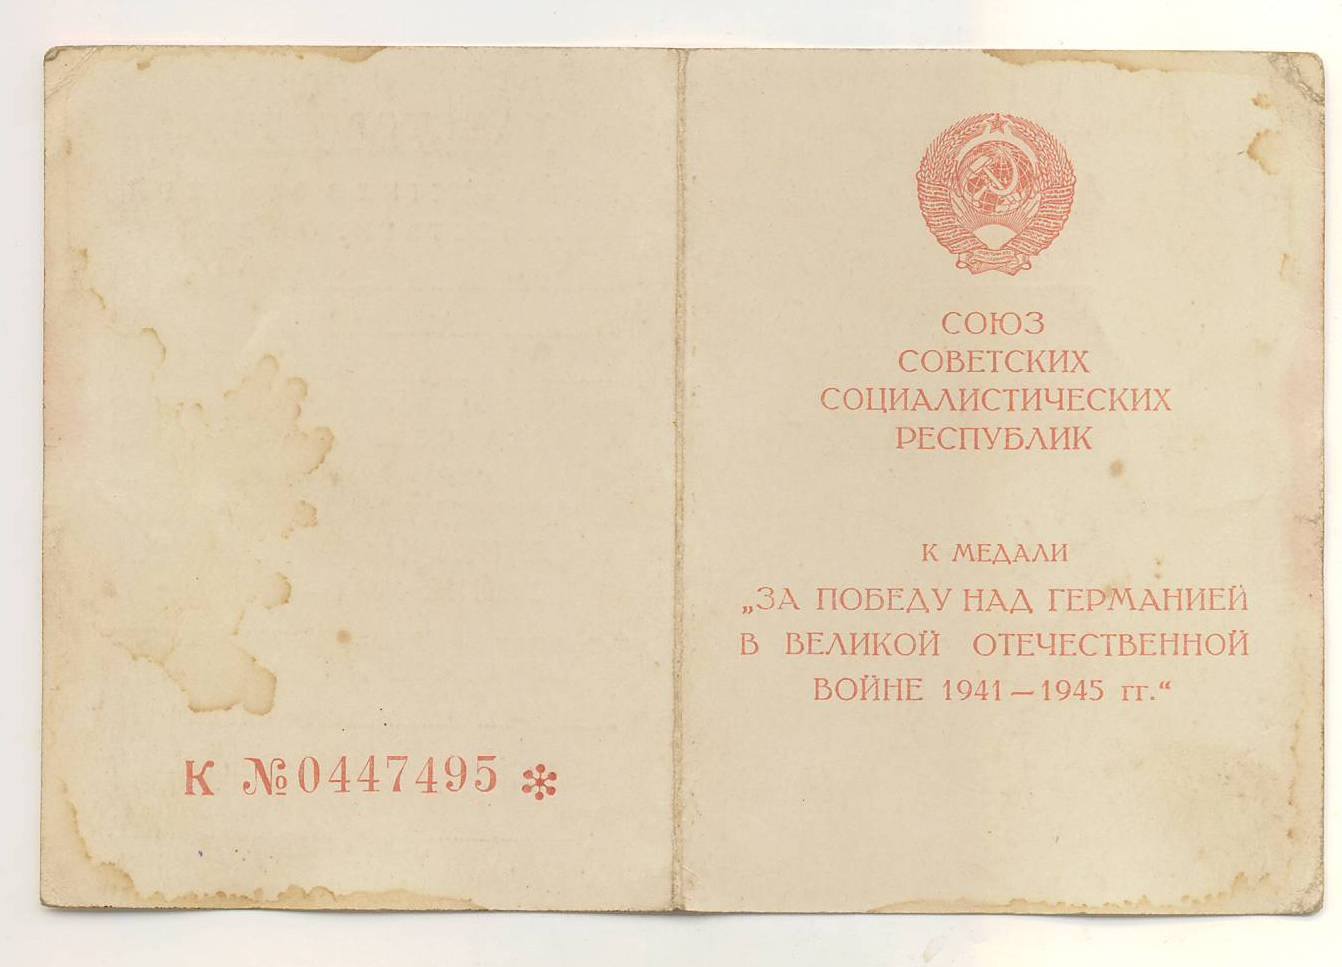 К №0447495
СОЮЗ
СОВЕТСКИХ
СОЦИАЛИСТИЧЕСКИХ
РЕСПУБЛИК
К МЕДАЛИ
„ЗА ПОБЕДУ НАД ГЕРМАНИЕЙ
В ВЕЛИКОЙ ОТЕЧЕСТВЕННОЙ
ВОЙНЕ 1941—1945 гг.“